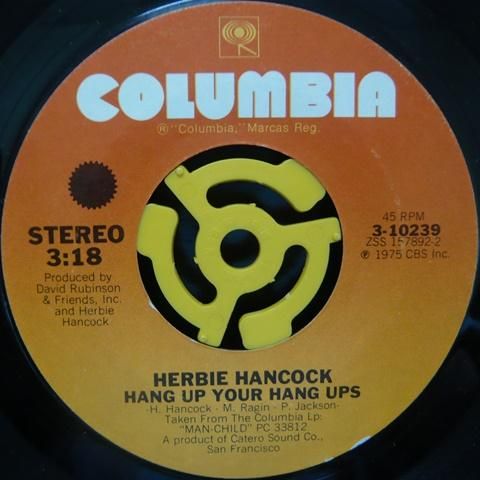 COLUMBIA
® "Columbia," Marcas Reg.
STEREO
3:18
Produced by
David Rubinson
& Friends, Inc.
and Herbie
Hancock
45 RPM
3-10239
ZSS 157892-2
℗ 1975 CBS Inc.
HERBIE HANCOCK
HANG UP YOUR HANG UPS
-H. Hancock - M. Ragin - P. Jackson-
Taken From The Columbia Lp:
"MAN-CHILD" PC 33812
A product of Catero Sound Co.,
San Francisco